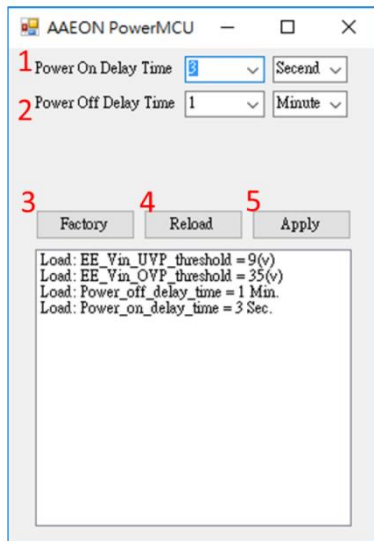 AAEON PowerMCU
1 Power On Delay Time 3 Secend
2 Power Off Delay Time 1 Minute
3 4 5
Factory Reload Apply
Load: EE_Vin_UVP_threshold = 9(v)
Load: EE_Vin_OVP_threshold = 35(v)
Load: Power_off_delay_time = 1 Min.
Load: Power_on_delay_time = 3 Sec.